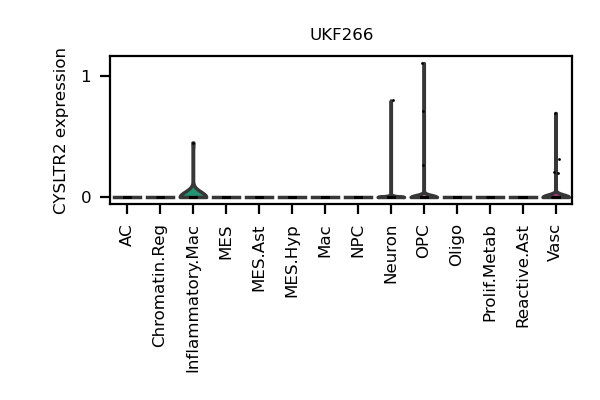 UKF266
CYSLTR2 expression
1
0
AC
Chromatin.Reg
Inflammatory.Mac
MES
MES.Ast
MES.Hyp
Mac
NPC
Neuron
OPC
Oligo
Prolif.Metab
Reactive.Ast
Vasc